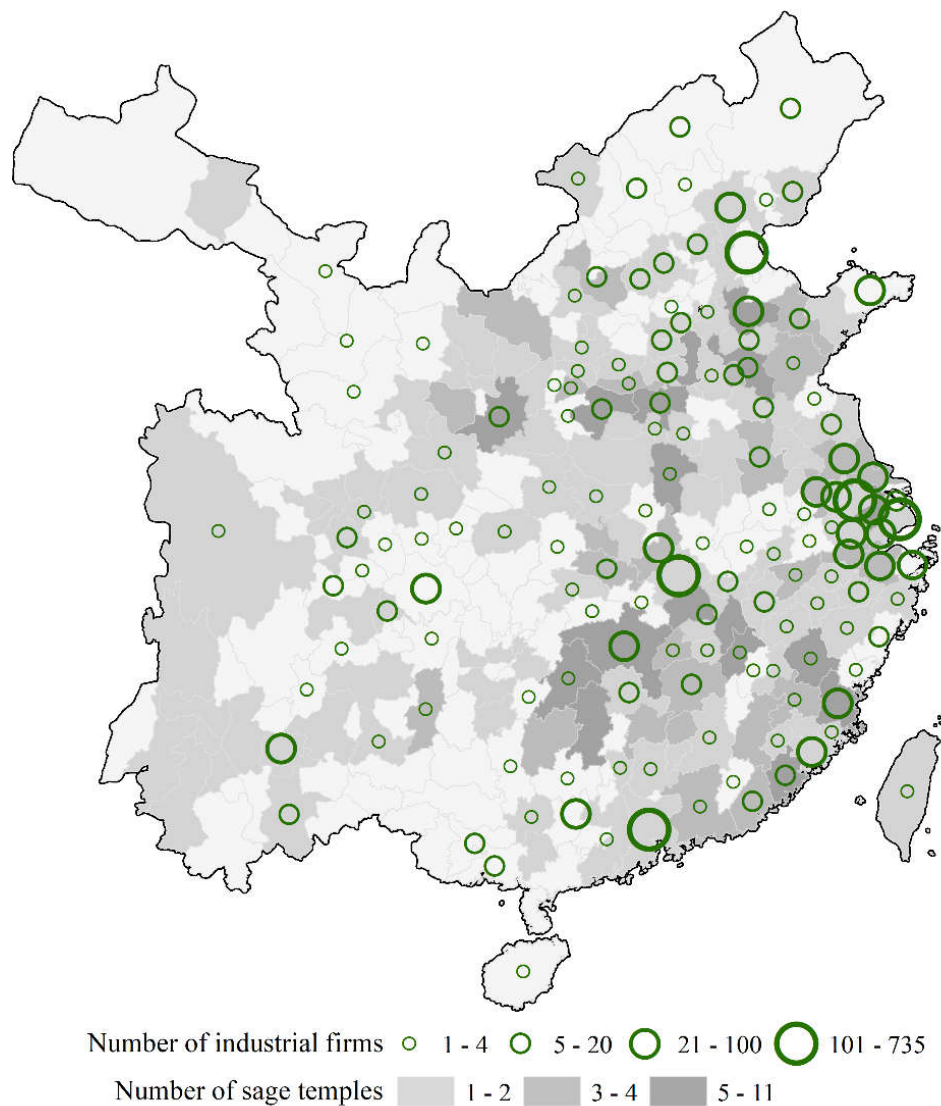 Number of industrial firms 1 - 4 5 - 20 21 - 100 101 - 735
Number of sage temples 1 - 2 3 - 4 5 - 11